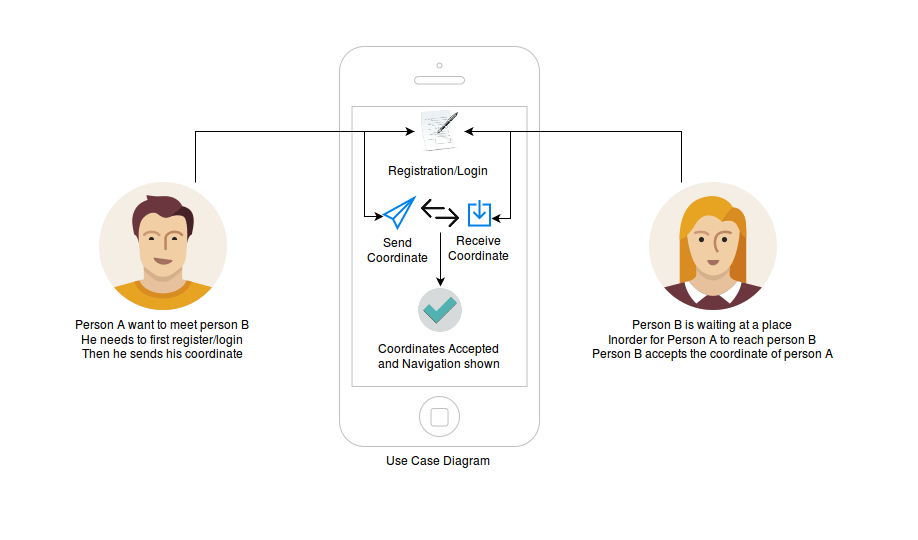 Registration/Login
Send
Coordinate
Receive
Coordinate
Coordinates Accepted
and Navigation shown
Person A want to meet person B
He needs to first register/login
Then he sends his coordinate
Person B is waiting at a place
Inorder for Person A to reach person B
Person B accepts the coordinate of person A
Use Case Diagram